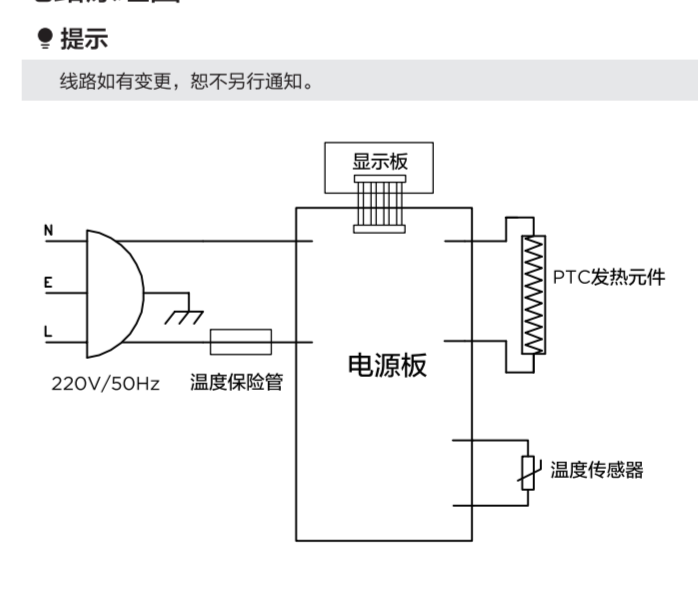 提示
线路如有变更，恕不另行通知。
显示板
N
E
L
PTC发热元件
电源板
220V/50Hz
温度保险管
温度传感器